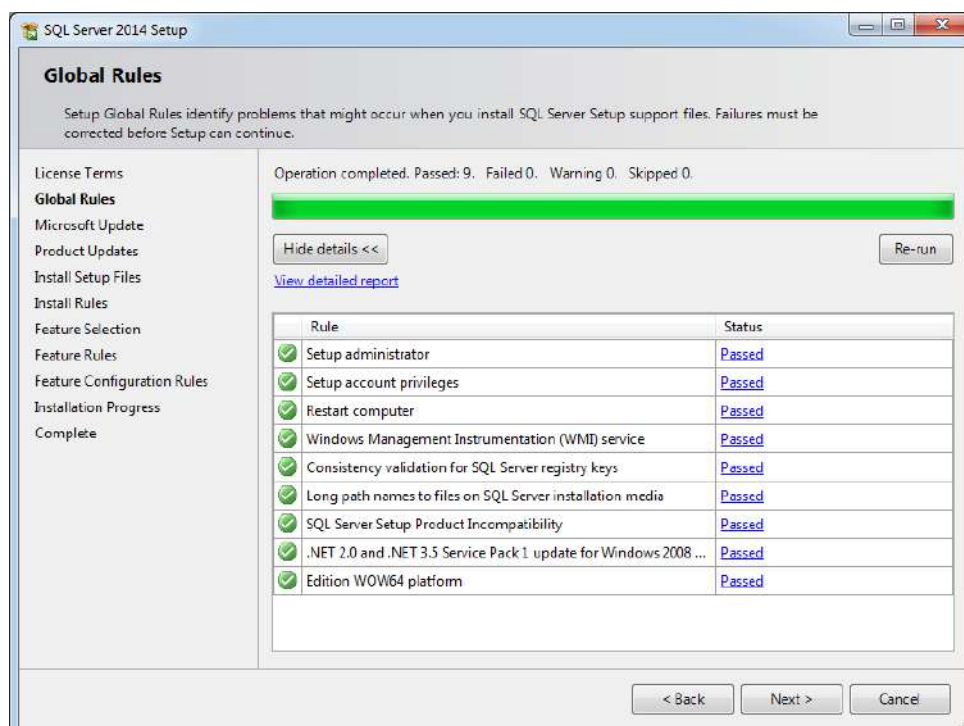 SQL Server 2014 Setup
Global Rules
Setup Global Rules identify problems that might occur when you install SQL Server Setup support files. Failures must be
corrected before Setup can continue.
License Terms
Global Rules
Microsoft Update
Product Updates
Install Setup Files
Install Rules
Feature Selection
Feature Rules
Feature Configuration Rules
Installation Progress
Complete
Operation completed. Passed: 9. Failed 0. Warning 0. Skipped 0.
Hide details <<
Re-run
View detailed report
Rule Status
Setup administrator Passed
Setup account privileges Passed
Restart computer Passed
Windows Management Instrumentation (WMI) service Passed
Consistency validation for SQL Server registry keys Passed
Long path names to files on SQL Server installation media Passed
SQL Server Setup Product Incompatibility Passed
.NET 2.0 and .NET 3.5 Service Pack 1 update for Windows 2008 ... Passed
Edition WOW64 platform Passed
< Back Next > Cancel